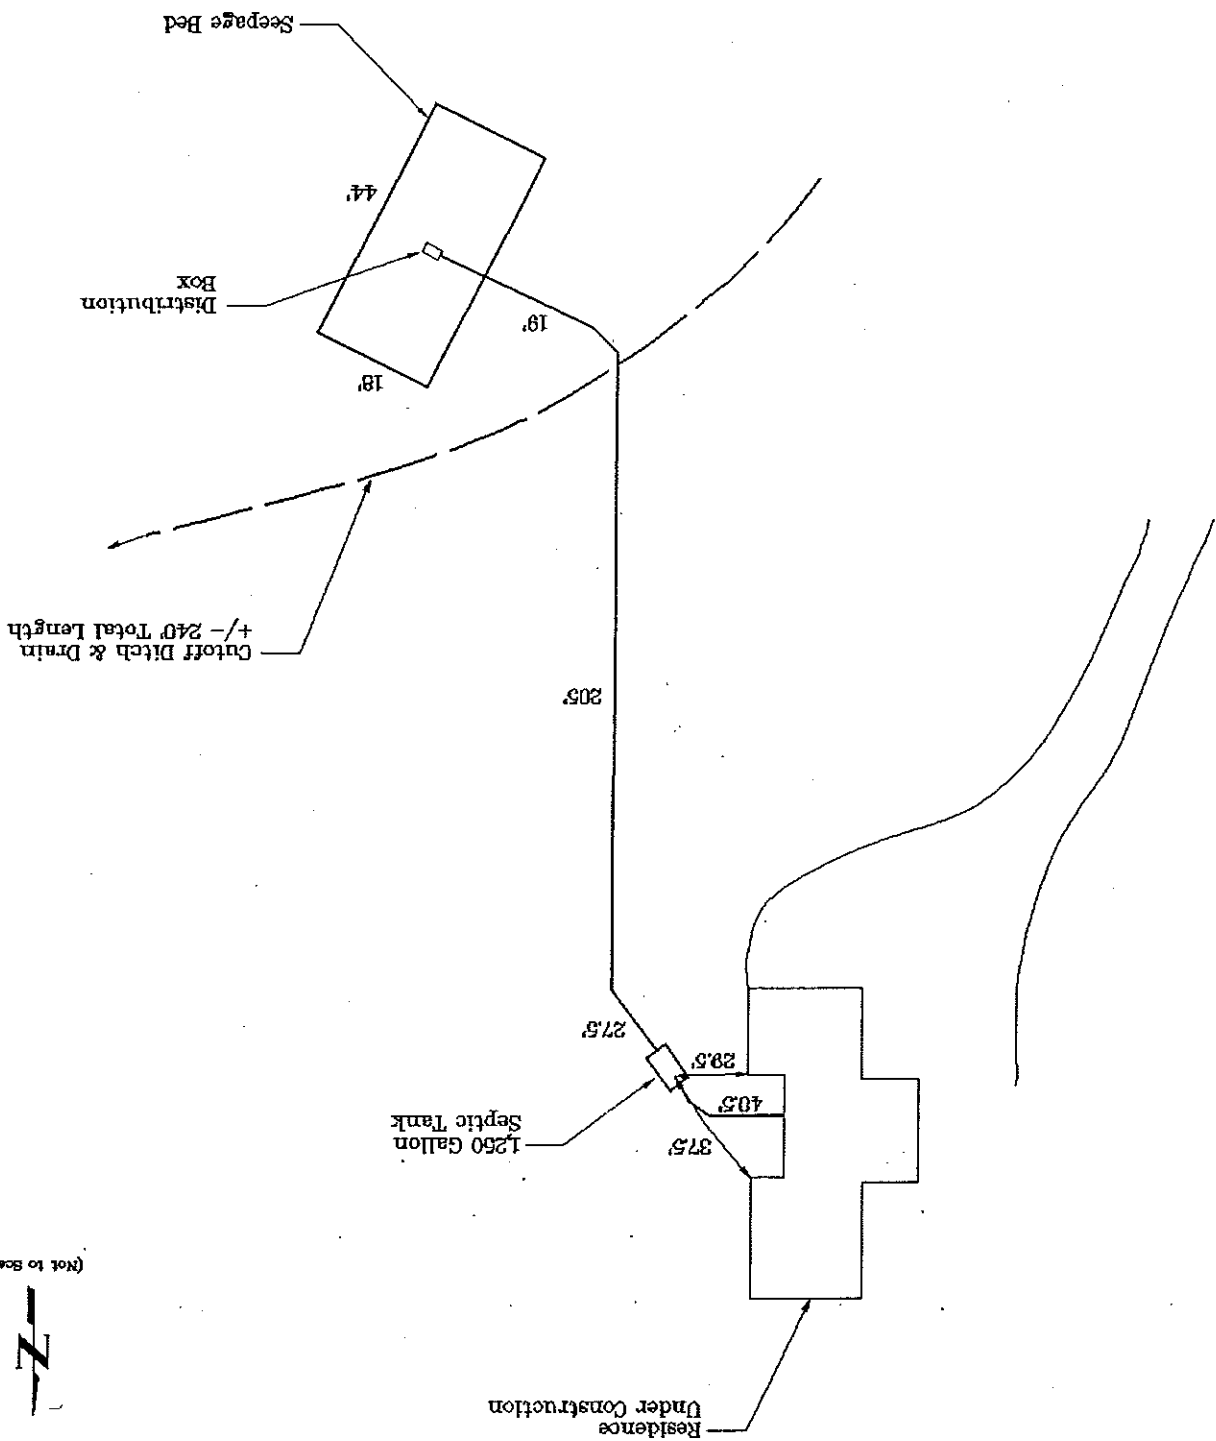 Residence
Under Construction
N
(Not to Sca
1,250 Gallon
Septic Tank
37.5'
40.5'
29.5'
27.5'
205'
Cutoff Ditch & Drain
+/- 240' Total Length
18'
19'
Distribution
Box
44'
Seepage Bed